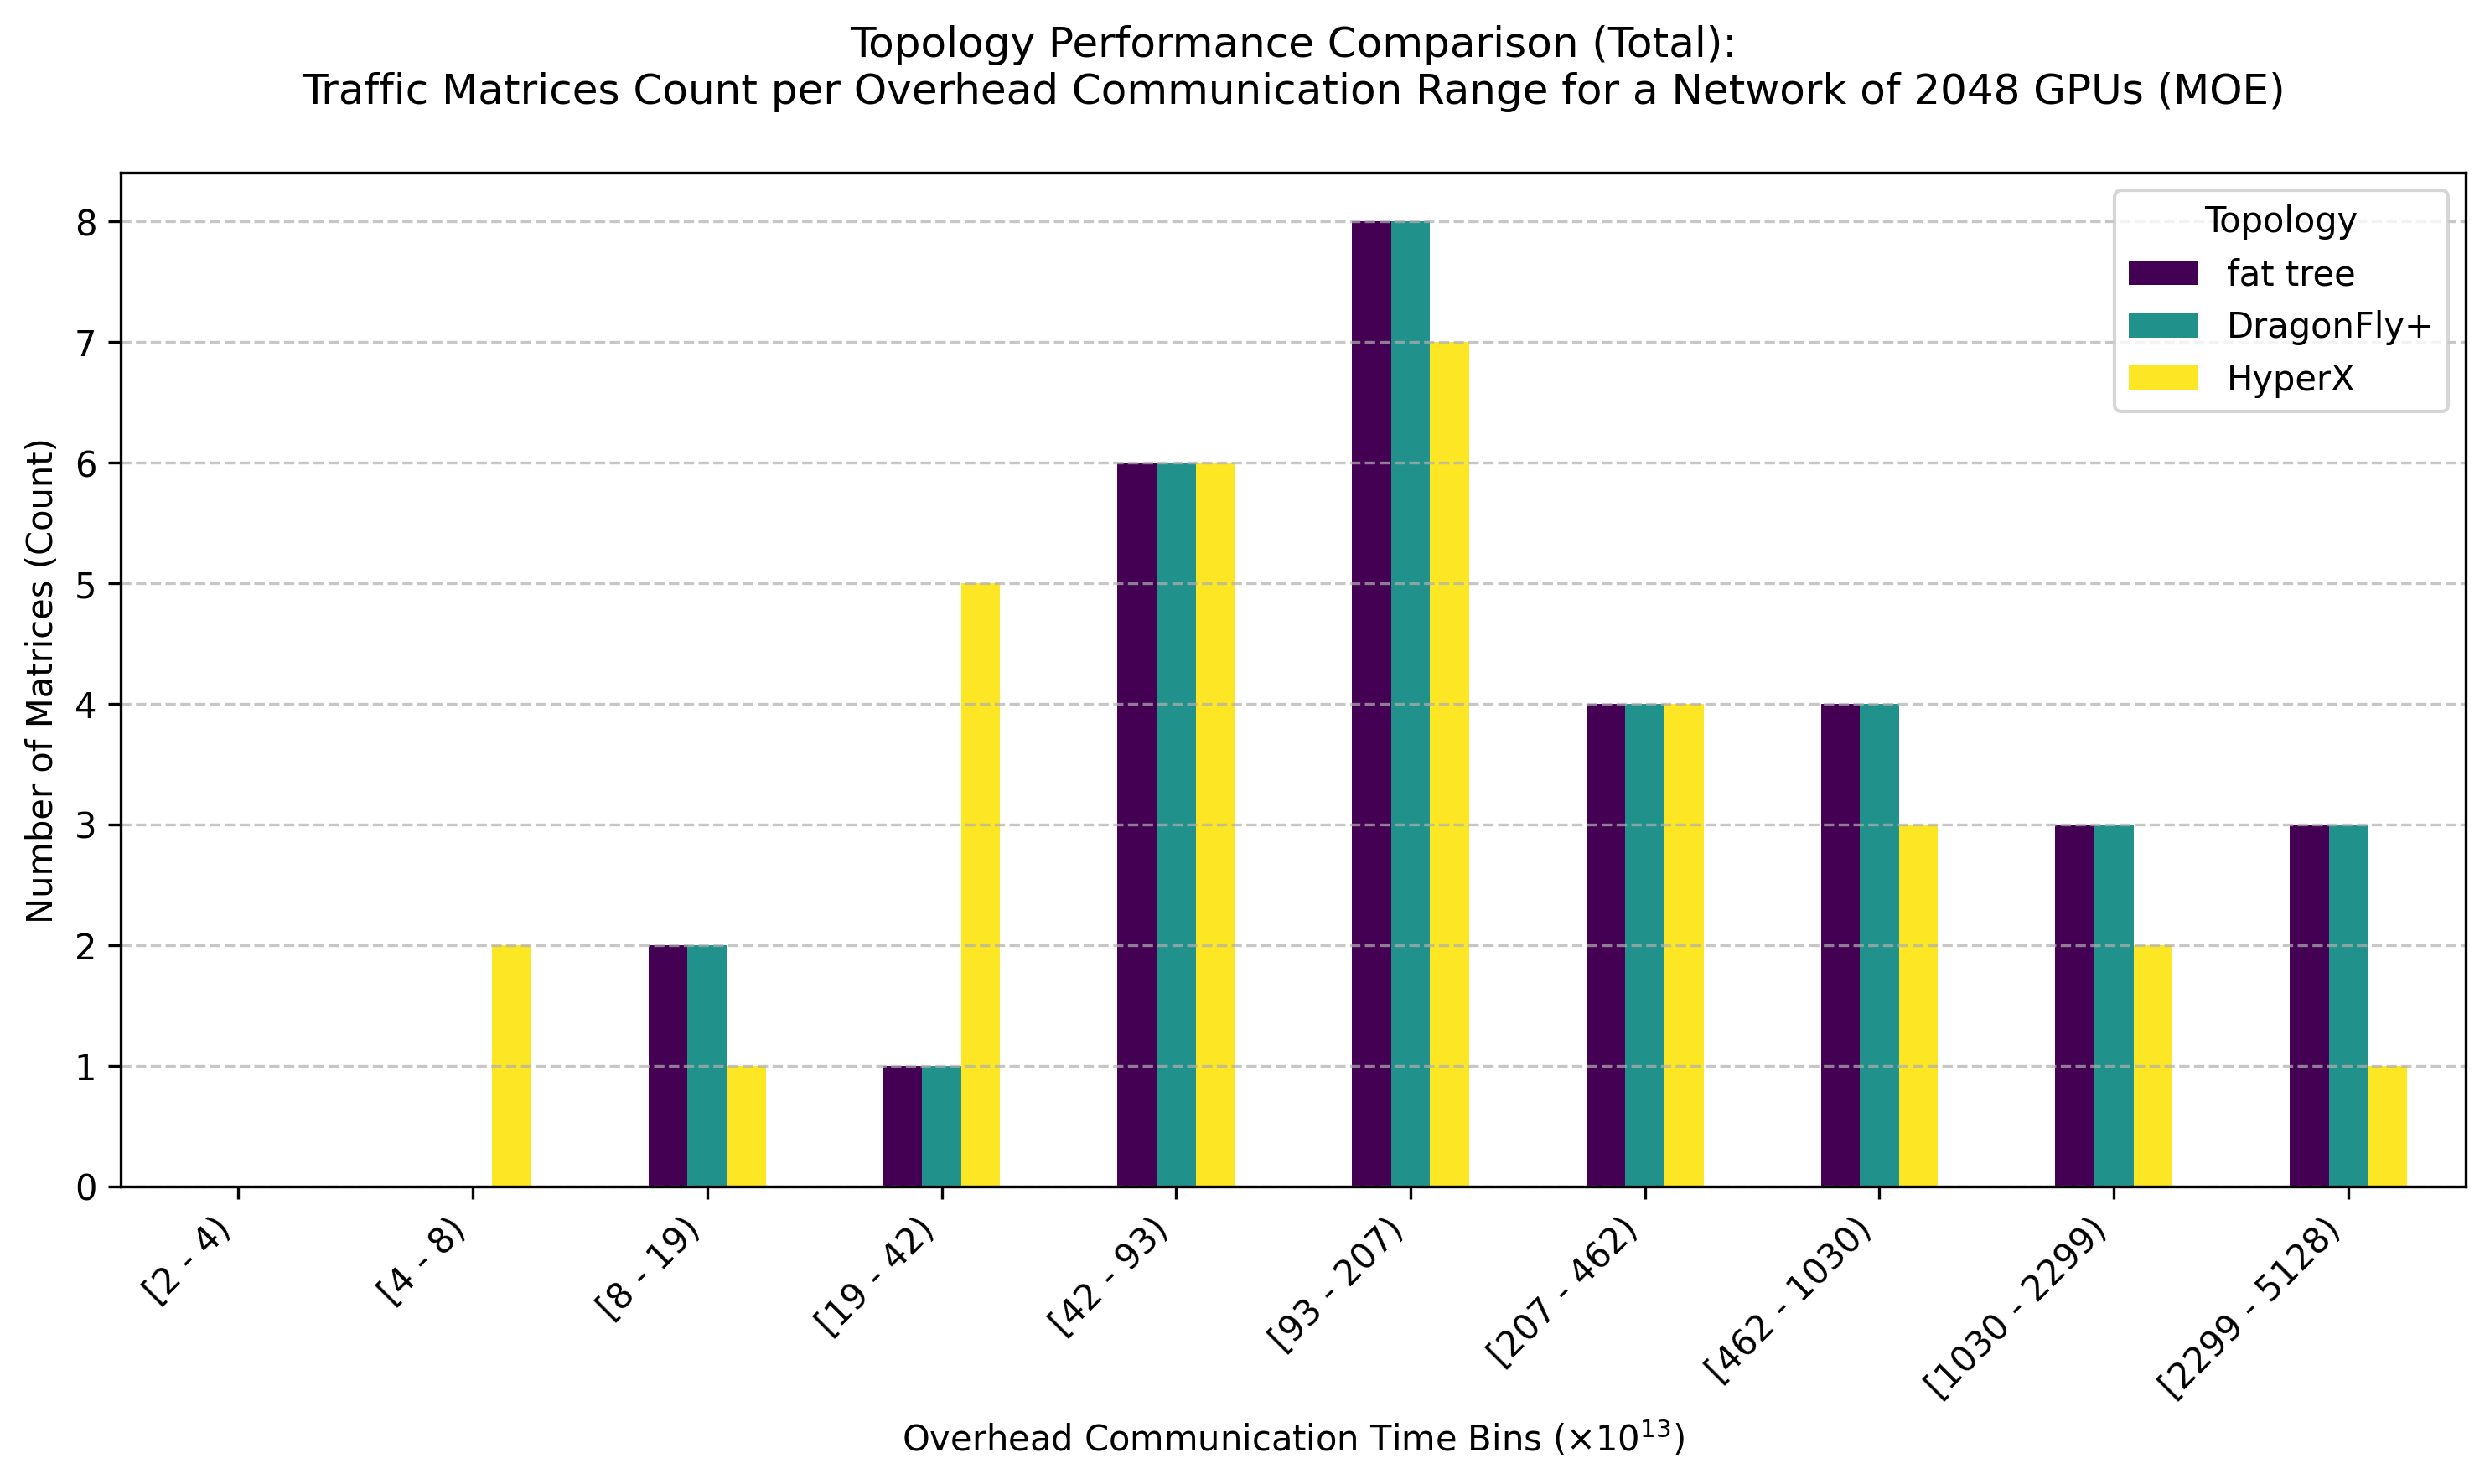 Topology Performance Comparison (Total):
Traffic Matrices Count per Overhead Communication Range for a Network of 2048 GPUs (MOE)
Number of Matrices (Count)
8
7
6
5
4
3
2
1
0
Topology
fat tree
DragonFly+
HyperX
[2 - 4)
[4 - 8)
[8 - 19)
[19 - 42)
[42 - 93)
[93 - 207)
[207 - 462)
[462 - 1030)
[1030 - 2299)
[2299 - 5128)
Overhead Communication Time Bins (×10¹³)